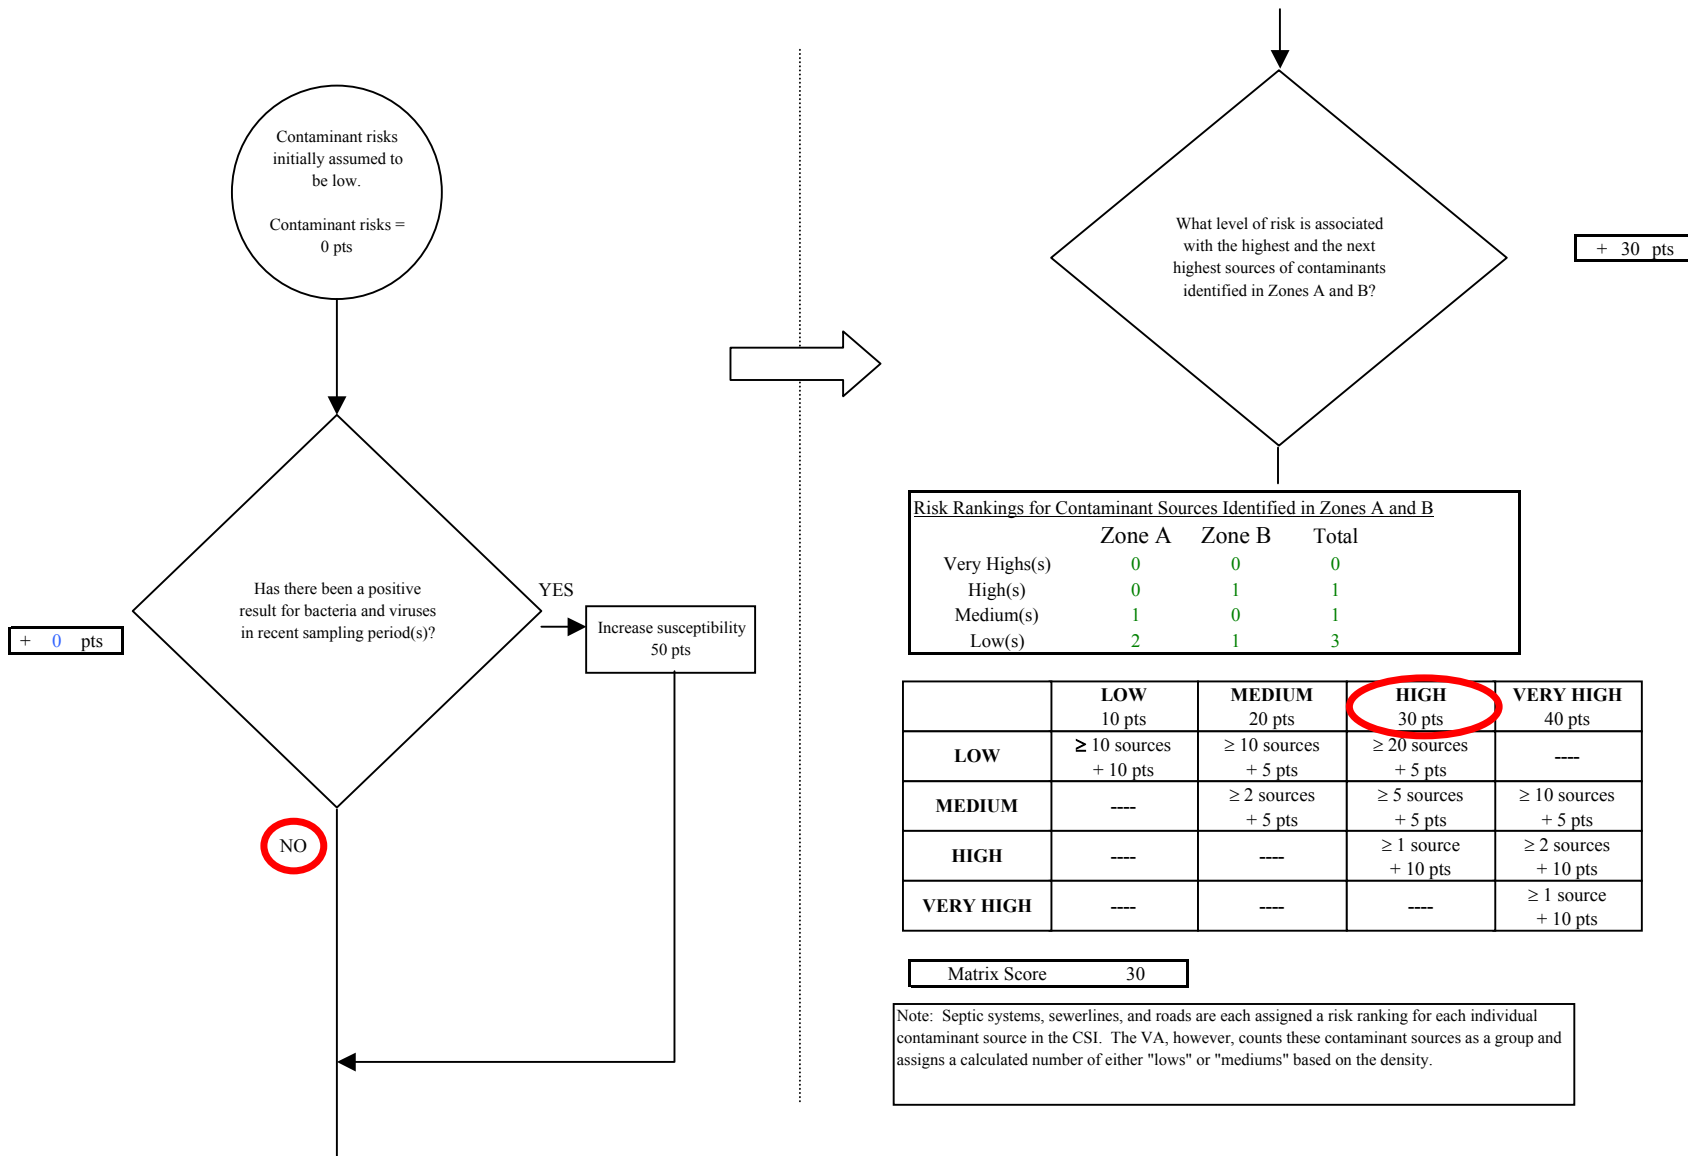 Contaminant risks
initially assumed to
be low.
Contaminant risks =
0 pts
Has there been a positive
result for bacteria and viruses
in recent sampling period(s)?
YES
+ 0 pts
Increase susceptibility
50 pts
NO
What level of risk is associated
with the highest and the next
highest sources of contaminants
identified in Zones A and B?
+ 30 pts
Risk Rankings for Contaminant Sources Identified in Zones A and B
Zone A Zone B Total
Very Highs(s) 0 0 0
High(s) 0 1 1
Medium(s) 1 0 1
Low(s) 2 1 3
LOW MEDIUM HIGH VERY HIGH
10 pts 20 pts 30 pts 40 pts
LOW ≥ 10 sources + 10 pts ≥ 10 sources + 5 pts ≥ 20 sources + 5 pts ----
MEDIUM ---- ≥ 2 sources + 5 pts ≥ 5 sources + 5 pts ≥ 10 sources + 5 pts
HIGH ---- ---- ≥ 1 source + 10 pts ≥ 2 sources + 10 pts
VERY HIGH ---- ---- ---- ≥ 1 source + 10 pts
Matrix Score 30
Note: Septic systems, sewerlines, and roads are each assigned a risk ranking for each individual
contaminant source in the CSI. The VA, however, counts these contaminant sources as a group and
assigns a calculated number of either "lows" or "mediums" based on the density.